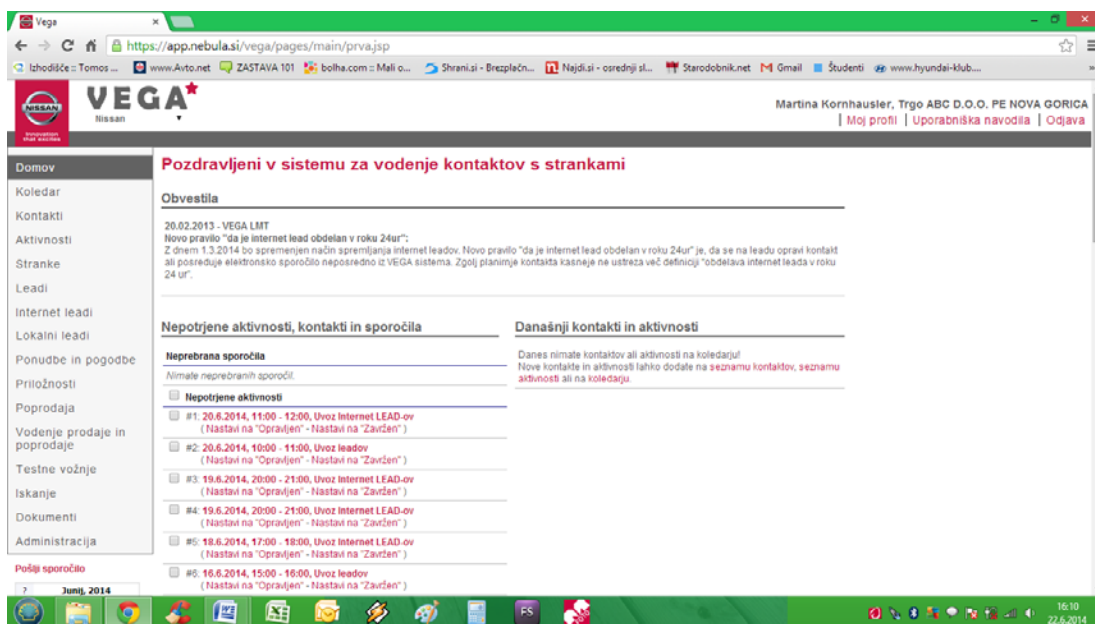 Vega
https://app.nebula.si/vega/pages/main/prva.jsp
Izhodišče :: Tomos ... www.Avto.net ZASTAVA 101 bolha.com :: Mali o... Shrani.si - Brezplačn... Najdi.si - osrednji sl... Starodobnik.net Gmail Študenti www.hyundai-klub....
NISSAN
Innovation
that excites
VEGA
Nissan
Martina Kornhausler, Trgo ABC D.O.O. PE NOVA GORICA
| Moj profil | Uporabniška navodila | Odjava
Domov
Koledar
Kontakti
Aktivnosti
Stranke
Leadi
Internet leadi
Lokalni leadi
Ponudbe in pogodbe
Priložnosti
Poprodaja
Vodenje prodaje in
poprodaje
Testne vožnje
Iskanje
Dokumenti
Administracija
Pošlji sporočilo
? Junij, 2014
Pozdravljeni v sistemu za vodenje kontaktov s strankami
Obvestila
20.02.2013 - VEGA LMT
Novo pravilo "da je internet lead obdelan v roku 24ur":
Z dnem 1.3.2014 bo spremenjen način spremljanja internet leadov. Novo pravilo "da je internet lead obdelan v roku 24ur" je, da se na leadu opravi kontakt
ali posreduje elektronsko sporočilo neposredno iz VEGA sistema. Zgolj planirnje kontakta kasneje ne ustreza več definiciji "obdelava internet leada v roku
24 ur".
Nepotrjene aktivnosti, kontakti in sporočila
Neprebrana sporočila
Nimate neprebranih sporočil.
Nepotrjene aktivnosti
#1: 20.6.2014, 11:00 - 12:00, Uvoz Internet LEAD-ov
( Nastavi na "Opravljen" - Nastavi na "Zavržen" )
#2: 20.6.2014, 10:00 - 11:00, Uvoz leadov
( Nastavi na "Opravljen" - Nastavi na "Zavržen" )
#3: 19.6.2014, 20:00 - 21:00, Uvoz Internet LEAD-ov
( Nastavi na "Opravljen" - Nastavi na "Zavržen" )
#4: 19.6.2014, 20:00 - 21:00, Uvoz Internet LEAD-ov
( Nastavi na "Opravljen" - Nastavi na "Zavržen" )
#5: 18.6.2014, 17:00 - 18:00, Uvoz Internet LEAD-ov
( Nastavi na "Opravljen" - Nastavi na "Zavržen" )
#6: 16.6.2014, 15:00 - 16:00, Uvoz leadov
( Nastavi na "Opravljen" - Nastavi na "Zavržen" )
Današnji kontakti in aktivnosti
Danes nimate kontaktov ali aktivnosti na koledarju!
Nove kontakte in aktivnosti lahko dodate na seznamu kontaktov, seznamu
aktivnosti ali na koledarju.
FS
16:10
22.6.2014